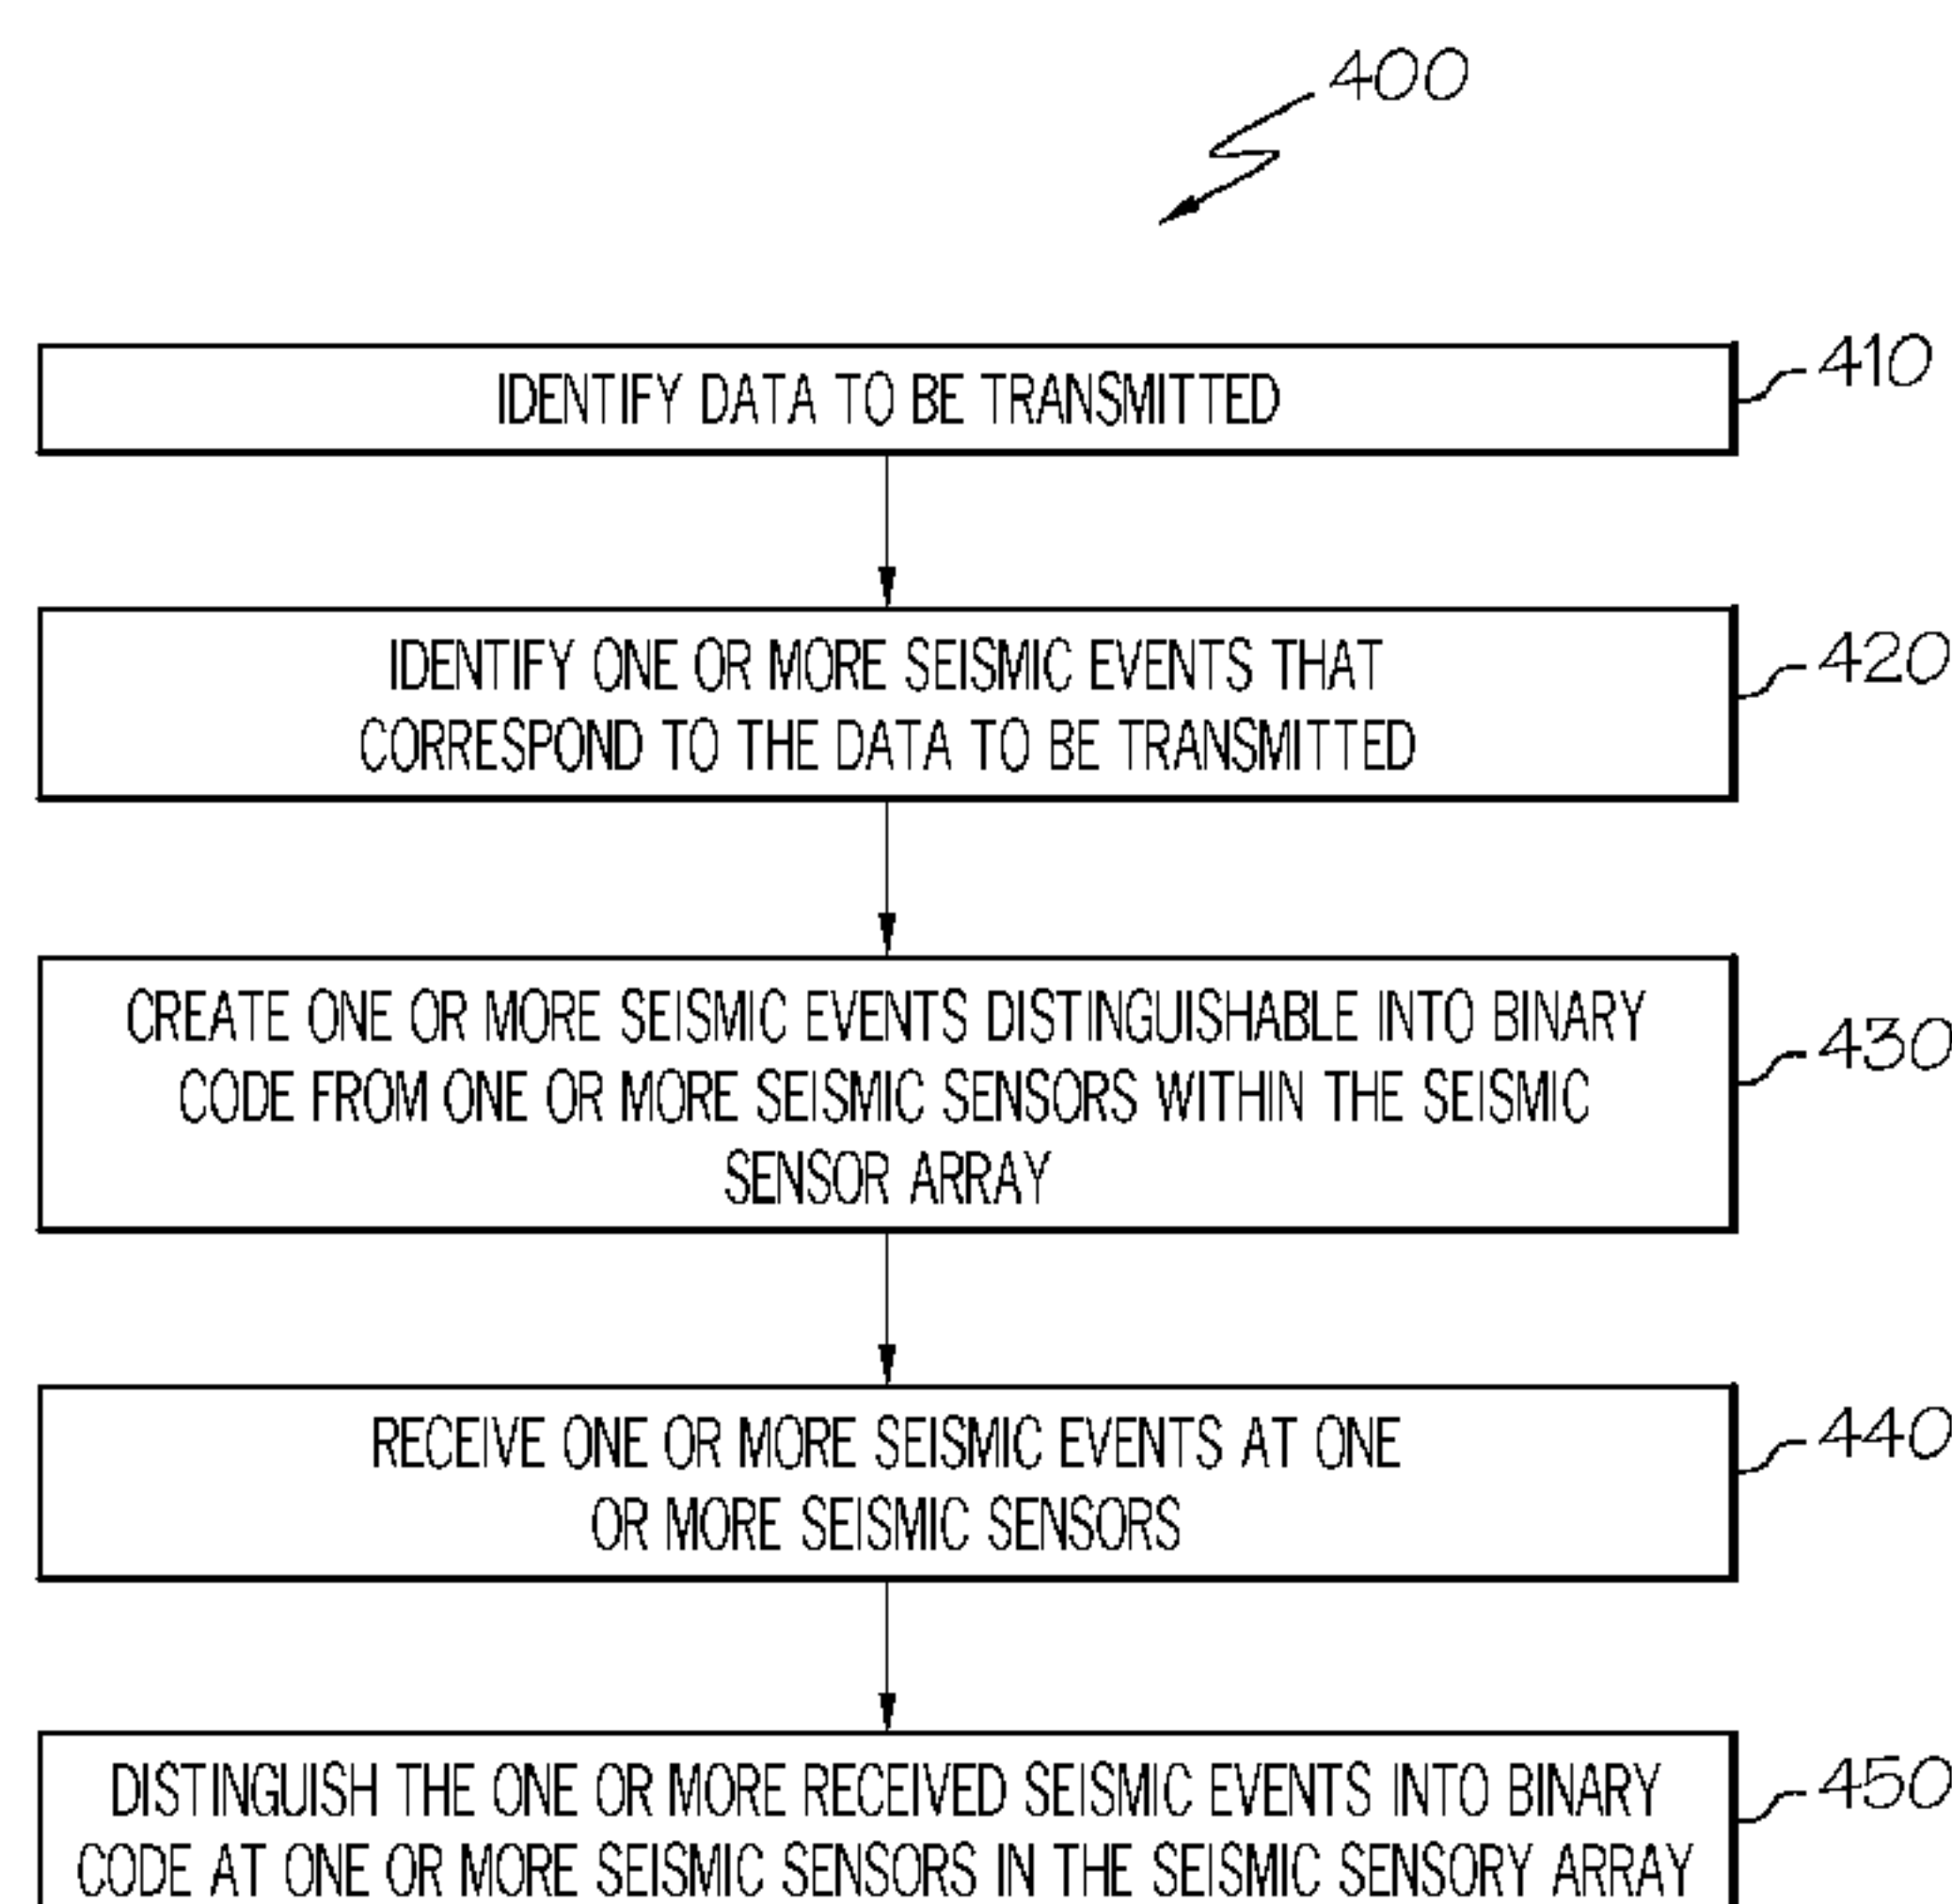 400
IDENTIFY DATA TO BE TRANSMITTED
410
IDENTIFY ONE OR MORE SEISMIC EVENTS THAT
CORRESPOND TO THE DATA TO BE TRANSMITTED
420
CREATE ONE OR MORE SEISMIC EVENTS DISTINGUISHABLE INTO BINARY
CODE FROM ONE OR MORE SEISMIC SENSORS WITHIN THE SEISMIC
SENSOR ARRAY
430
RECEIVE ONE OR MORE SEISMIC EVENTS AT ONE
OR MORE SEISMIC SENSORS
440
DISTINGUISH THE ONE OR MORE RECEIVED SEISMIC EVENTS INTO BINARY
CODE AT ONE OR MORE SEISMIC SENSORS IN THE SEISMIC SENSORY ARRAY
450